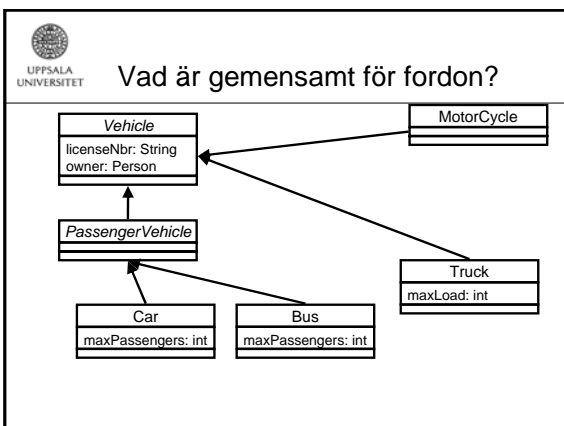 UPPSALA
UNIVERSITET
Vad är gemensamt för fordon?
Vehicle
licenseNbr: String
owner: Person
MotorCycle
PassengerVehicle
Truck
maxLoad: int
Car
maxPassengers: int
Bus
maxPassengers: int